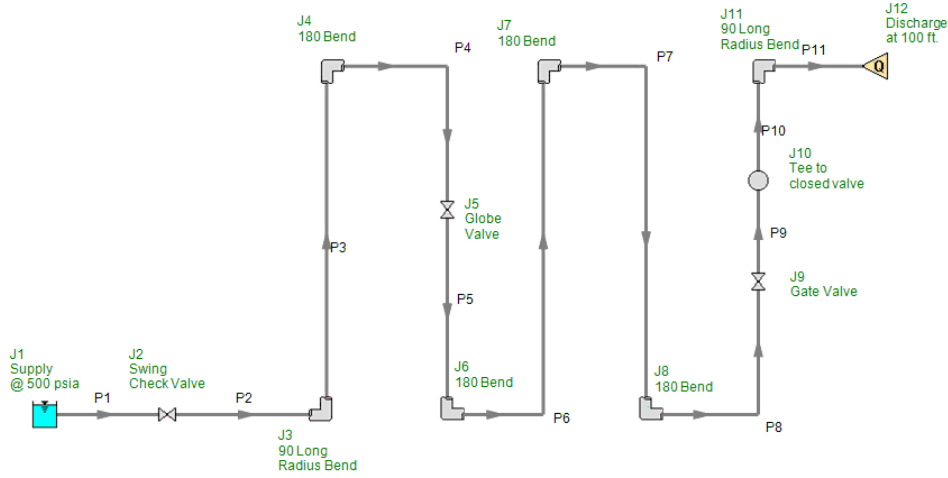 J4
180 Bend
P4
J7
180 Bend
P7
J11
90 Long
Radius Bend
P11
J12
Discharge
at 100 ft.
Q
P10
J10
Tee to
closed valve
J5
Globe
Valve
P3
P9
J9
Gate Valve
P5
J1
Supply
@ 500 psia
P1
J2
Swing
Check Valve
P2
J3
90 Long
Radius Bend
J6
180 Bend
P6
J8
180 Bend
P8